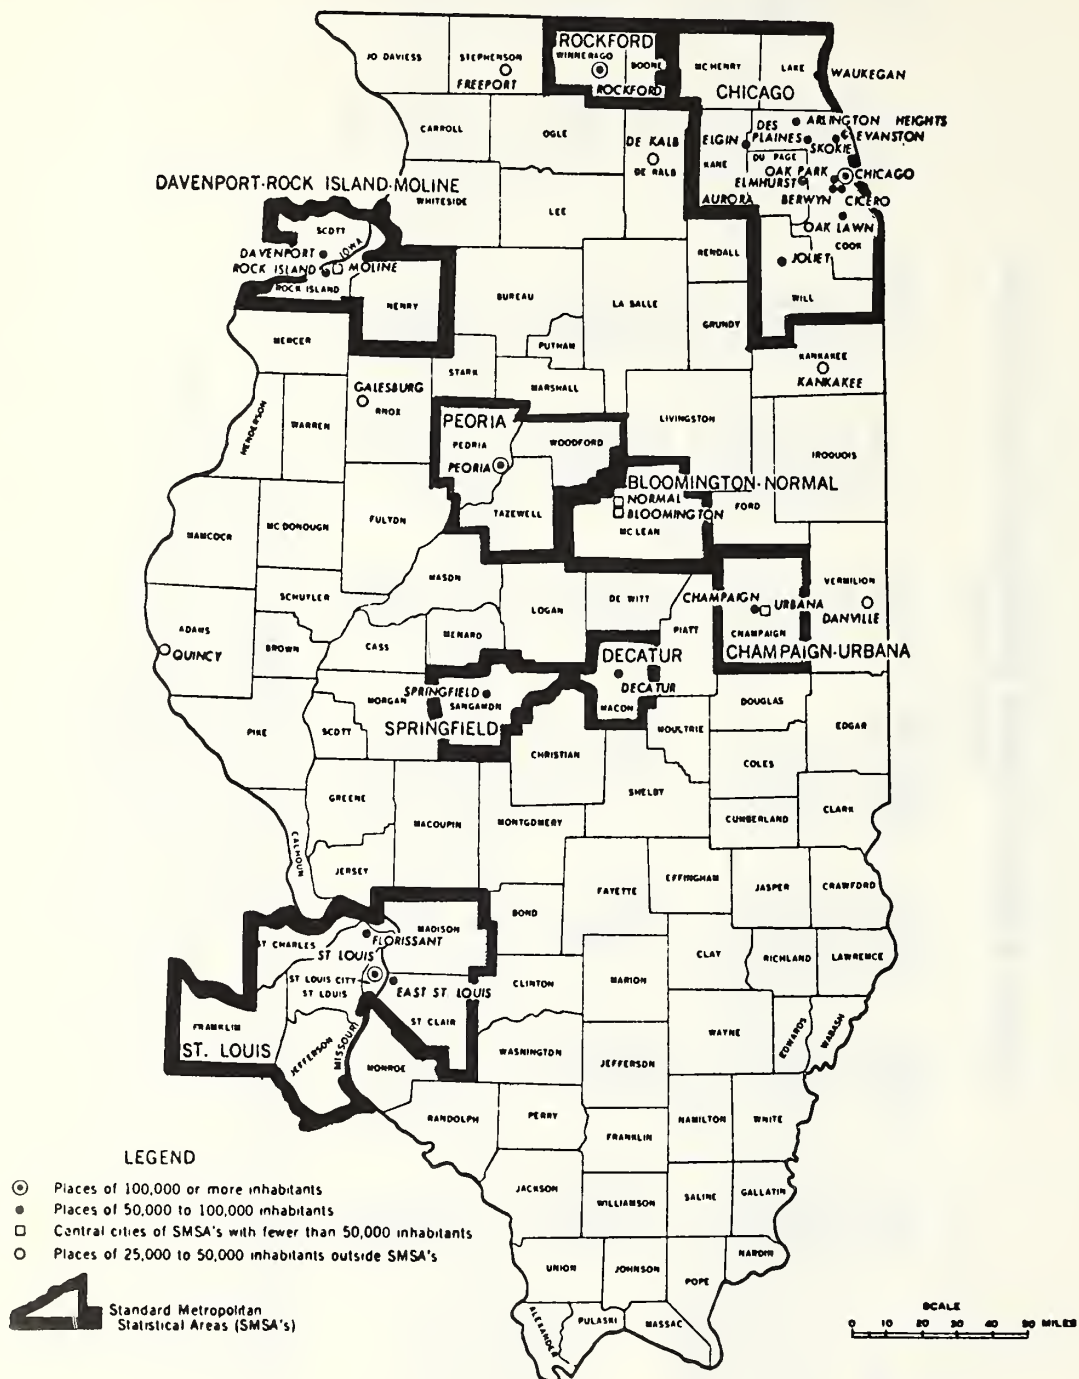 ROCKFORD
JO DAVIESS
STEPHENSON
FREEPORT
WINNEBAGO
BOONE
ROCKFORD
MC HENRY
LAKE
WAUKEGAN
CHICAGO
CARROLL
OGLE
DE KALB
DE KALB
ELGIN
DES PLAINES
ARLINGTON HEIGHTS
EVANSTON
SKOKIE
KANE
DU PAGE
OAK PARK
CHICAGO
ELMHURST
BERWYN
CICERO
AURORA
OAK LAWN
COOK
DAVENPORT-ROCK ISLAND-MOLINE
WHITESIDE
LEE
SCOTT
IOWA
DAVENPORT
ROCK ISLAND
MOLINE
ROCK ISLAND
HENRY
BUREAU
LA SALLE
KENDALL
JOLIET
GRUNDY
WILL
MERCER
PUTNAM
STARK
MARSHALL
KANKAKEE
KANKAKEE
GALESBURG
KNOX
HENDERSON
WARREN
PEORIA
PEORIA
PEORIA
WOODFORD
LIVINGSTON
IROQUOIS
BLOOMINGTON-NORMAL
NORMAL
BLOOMINGTON
FORD
MC LEAN
TAZEWELL
HANCOCK
MC DONOUGH
FULTON
MASON
SCHUYLER
LOGAN
DE WITT
CHAMPAIGN
URBANA
CHAMPAIGN
CHAMPAIGN-URBANA
VERMILION
DANVILLE
ADAMS
QUINCY
BROWN
CASS
MENARD
PIATT
DECATUR
DECATUR
MACON
MORGAN
SPRINGFIELD
SANGAMON
SPRINGFIELD
PIKE
SCOTT
CHRISTIAN
MOULTRIE
DOUGLAS
EDGAR
COLES
GREENE
MACOUPIN
MONTGOMERY
SHELBY
CUMBERLAND
CLARK
CALHOUN
JERSEY
FAYETTE
EFFINGHAM
JASPER
CRAWFORD
BOND
MADISON
ST CHARLES
FLORISSANT
ST LOUIS
ST LOUIS CITY
ST LOUIS
EAST ST. LOUIS
CLINTON
MARION
CLAY
RICHLAND
LAWRENCE
FRANKLIN
ST. LOUIS
JEFFERSON
MISSOURI
ST CLAIR
MONROE
WASHINGTON
JEFFERSON
WAYNE
EDWARDS
WABASH
RANDOLPH
PERRY
FRANKLIN
HAMILTON
WHITE
JACKSON
WILLIAMSON
SALINE
GALLATIN
UNION
JOHNSON
POPE
HARDIN
ALEXANDER
PULASKI
MASSAC
LEGEND
Places of 100,000 or more inhabitants
Places of 50,000 to 100,000 inhabitants
Central cities of SMSA's with fewer than 50,000 inhabitants
Places of 25,000 to 50,000 inhabitants outside SMSA's
Standard Metropolitan
Statistical Areas (SMSA's)
SCALE
0 10 20 30 40 50 MILES